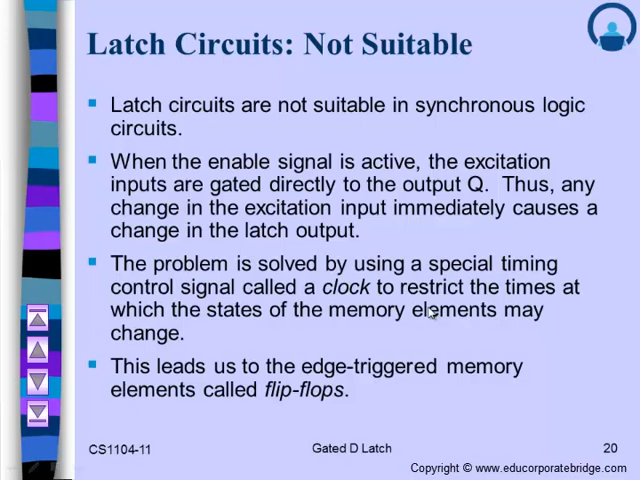 Latch Circuits: Not Suitable
Latch circuits are not suitable in synchronous logic
circuits.
When the enable signal is active, the excitation
inputs are gated directly to the output Q. Thus, any
change in the excitation input immediately causes a
change in the latch output.
The problem is solved by using a special timing
control signal called a clock to restrict the times at
which the states of the memory elements may
change.
This leads us to the edge-triggered memory
elements called flip-flops.
CS1104-11 Gated D Latch 20
Copyright © www.educorporatebridge.com